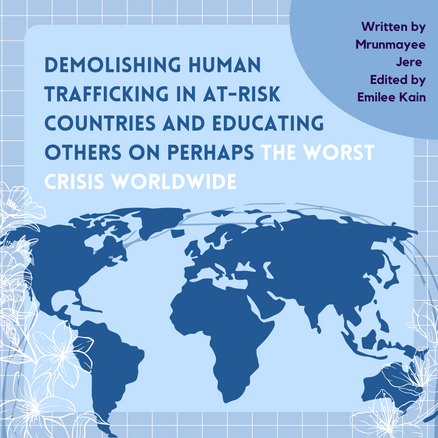 Written by
Mrunmayee
Jere
Edited by
Emilee Kain
DEMOLISHING HUMAN
TRAFFICKING IN AT-RISK
COUNTRIES AND EDUCATING
OTHERS ON PERHAPS THE WORST
CRISIS WORLDWIDE